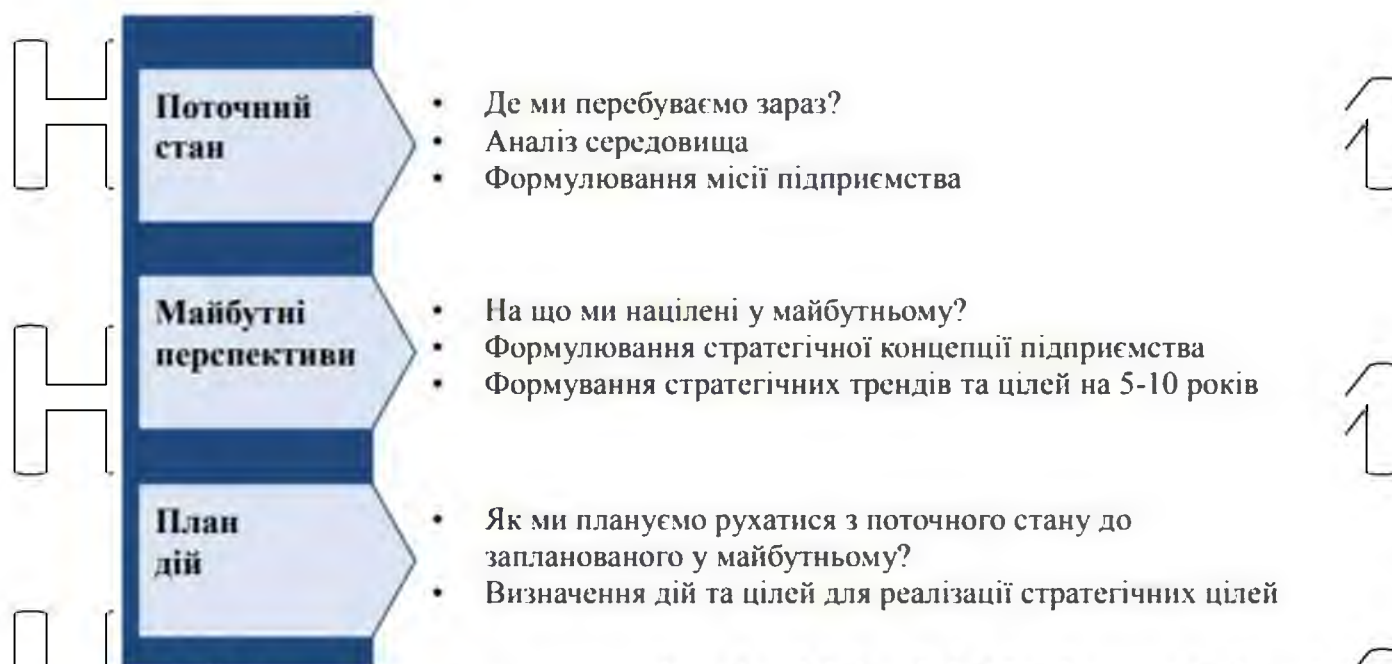 Поточний
стан
• Де ми перебуваємо зараз?
• Аналіз середовища
• Формулювання місії підприємства
Майбутні
перспективи
• На що ми націлені у майбутньому?
• Формулювання стратегічної концепції підприємства
• Формування стратегічних трендів та цілей на 5-10 років
План
дій
• Як ми плануємо рухатися з поточного стану до
запланованого у майбутньому?
• Визначення дій та цілей для реалізації стратегічних цілей